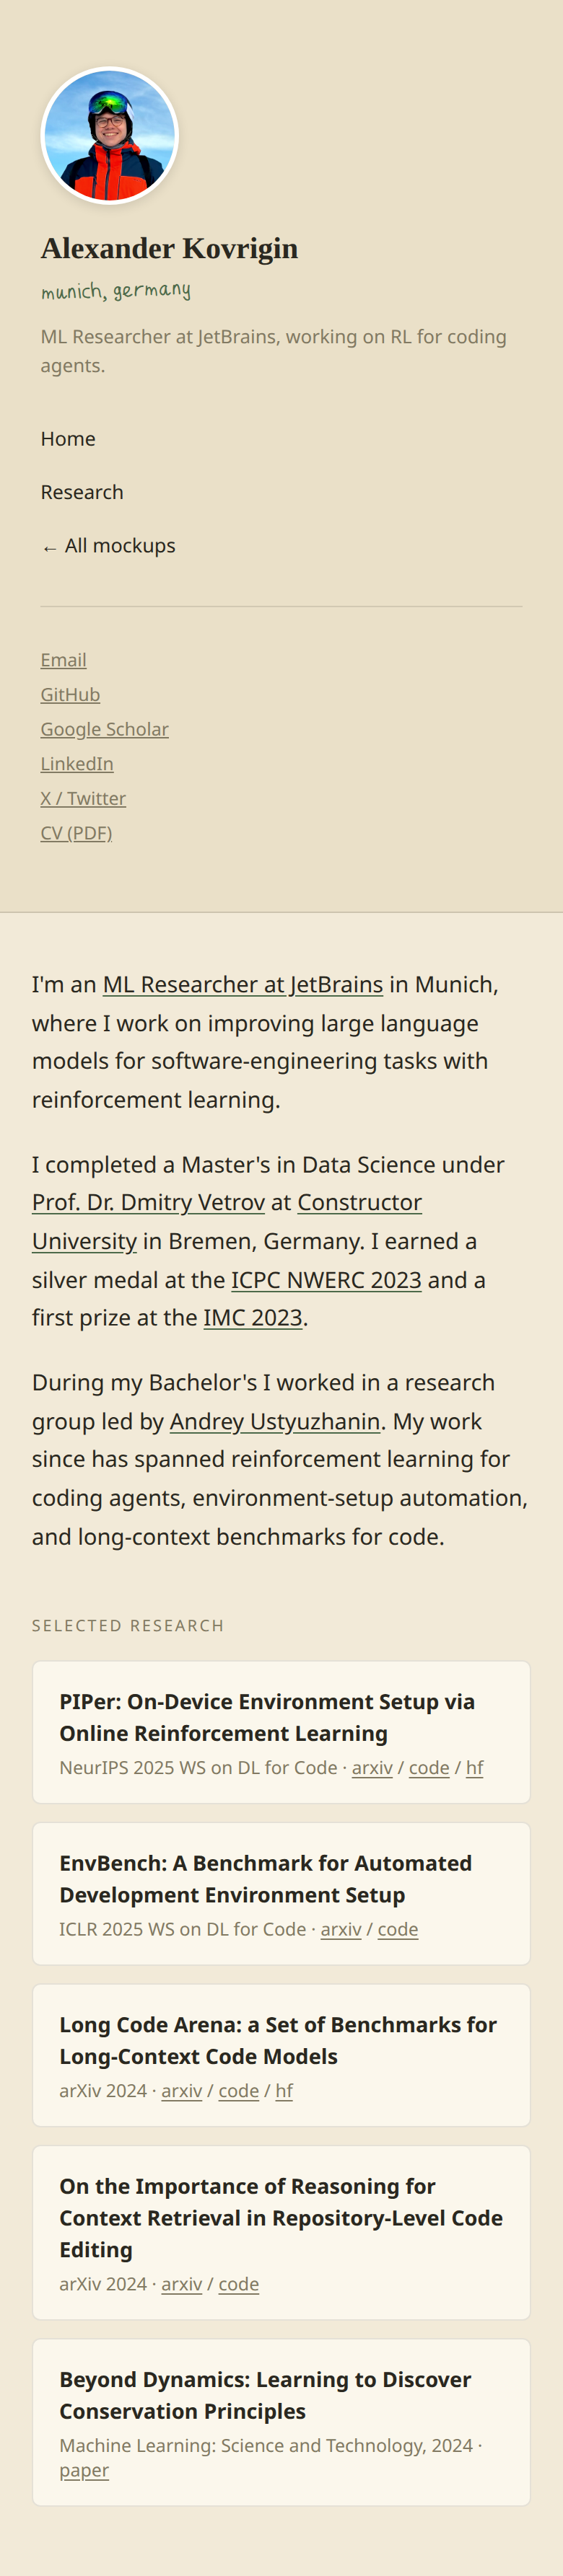 Alexander Kovrigin
munich, germany
ML Researcher at JetBrains, working on RL for coding
agents.
Home
Research
← All mockups
Email
GitHub
Google Scholar
LinkedIn
X / Twitter
CV (PDF)
I'm an ML Researcher at JetBrains in Munich,
where I work on improving large language
models for software-engineering tasks with
reinforcement learning.
I completed a Master's in Data Science under
Prof. Dr. Dmitry Vetrov at Constructor
University in Bremen, Germany. I earned a
silver medal at the ICPC NWERC 2023 and a
first prize at the IMC 2023.
During my Bachelor's I worked in a research
group led by Andrey Ustyuzhanin. My work
since has spanned reinforcement learning for
coding agents, environment-setup automation,
and long-context benchmarks for code.
SELECTED RESEARCH
PIPer: On-Device Environment Setup via
Online Reinforcement Learning
NeurIPS 2025 WS on DL for Code · arxiv / code / hf
EnvBench: A Benchmark for Automated
Development Environment Setup
ICLR 2025 WS on DL for Code · arxiv / code
Long Code Arena: a Set of Benchmarks for
Long-Context Code Models
arXiv 2024 · arxiv / code / hf
On the Importance of Reasoning for
Context Retrieval in Repository-Level Code
Editing
arXiv 2024 · arxiv / code
Beyond Dynamics: Learning to Discover
Conservation Principles
Machine Learning: Science and Technology, 2024 ·
paper